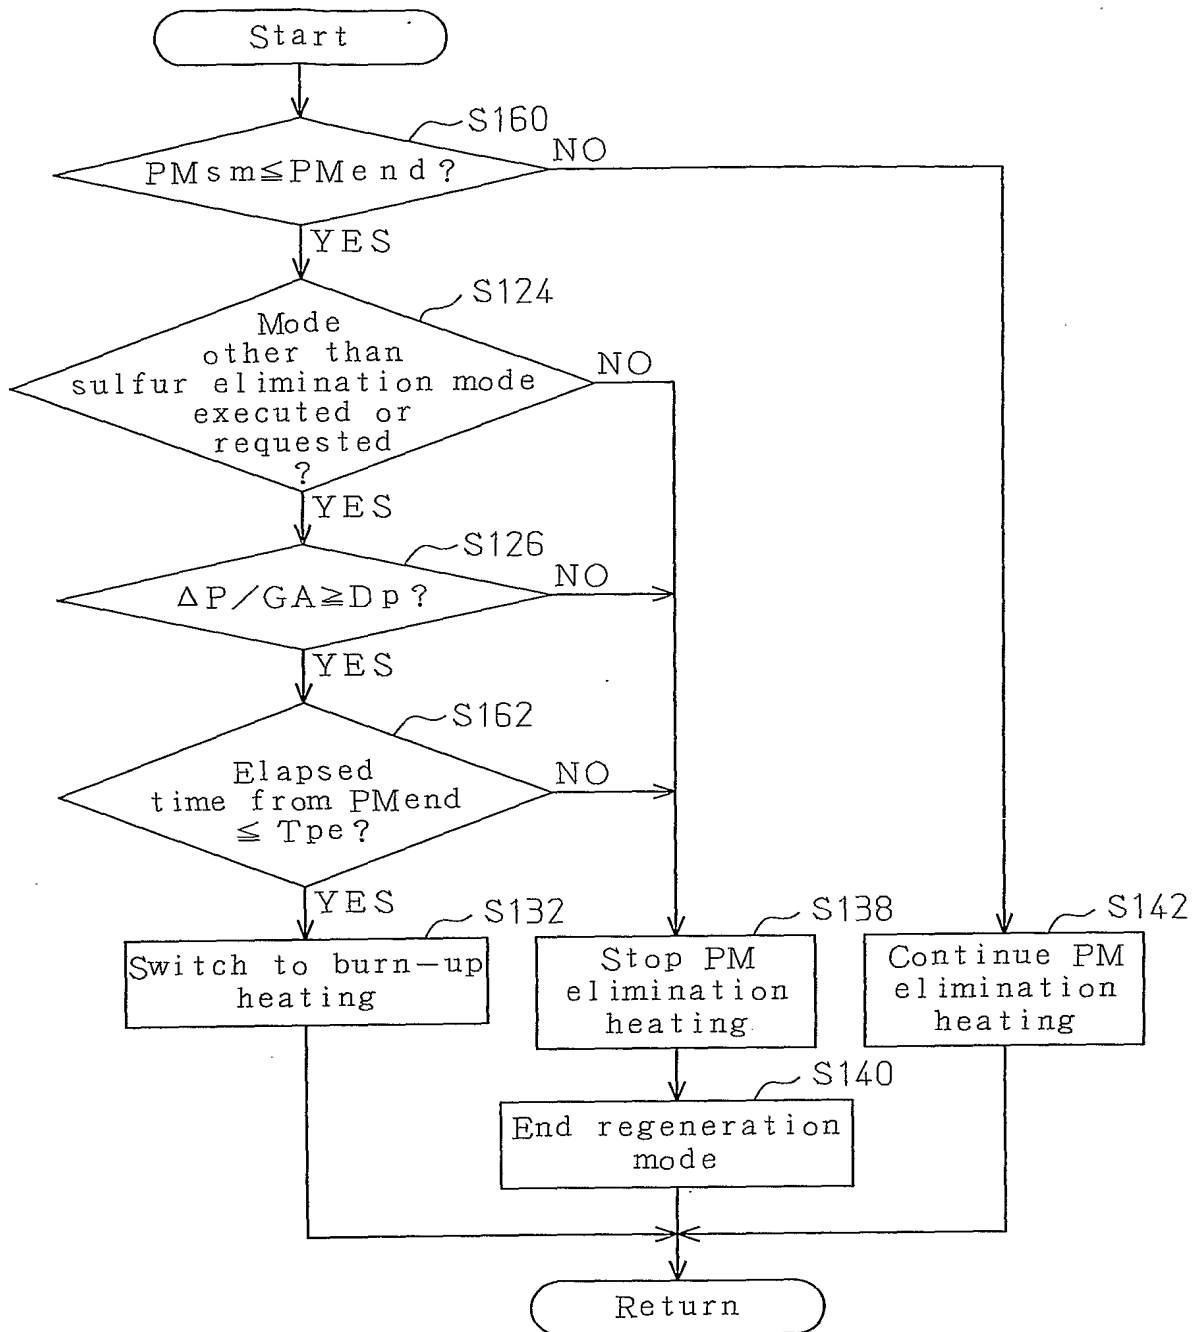 Start
S160
PMsm≦PMend?
NO
YES
S124
Mode
other than
sulfur elimination mode
executed or
requested
?
NO
YES
S126
ΔP/GA≧Dp?
NO
YES
S162
Elapsed
time from PMend
≦ Tpe?
NO
YES
S132
Switch to burn-up
heating
S138
Stop PM
elimination
heating
S142
Continue PM
elimination
heating
S140
End regeneration
mode
Return